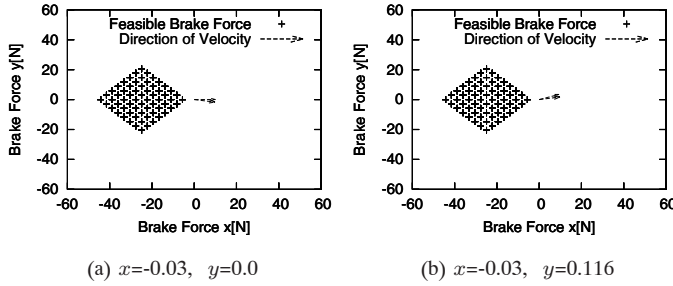 Feasible Brake Force
Direction of Velocity
Brake Force y[N]
60
40
20
0
-20
-40
-60
-60 -40 -20 0 20 40 60
Brake Force x[N]
(a) x=-0.03, y=0.0
Feasible Brake Force
Direction of Velocity
Brake Force y[N]
60
40
20
0
-20
-40
-60
-60 -40 -20 0 20 40 60
Brake Force x[N]
(b) x=-0.03, y=0.116